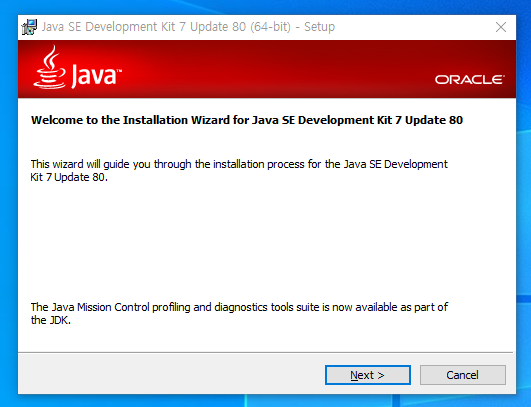 Java SE Development Kit 7 Update 80 (64-bit) - Setup
Java™
ORACLE®
Welcome to the Installation Wizard for Java SE Development Kit 7 Update 80
This wizard will guide you through the installation process for the Java SE Development
Kit 7 Update 80.
The Java Mission Control profiling and diagnostics tools suite is now available as part of
the JDK.
Next >
Cancel